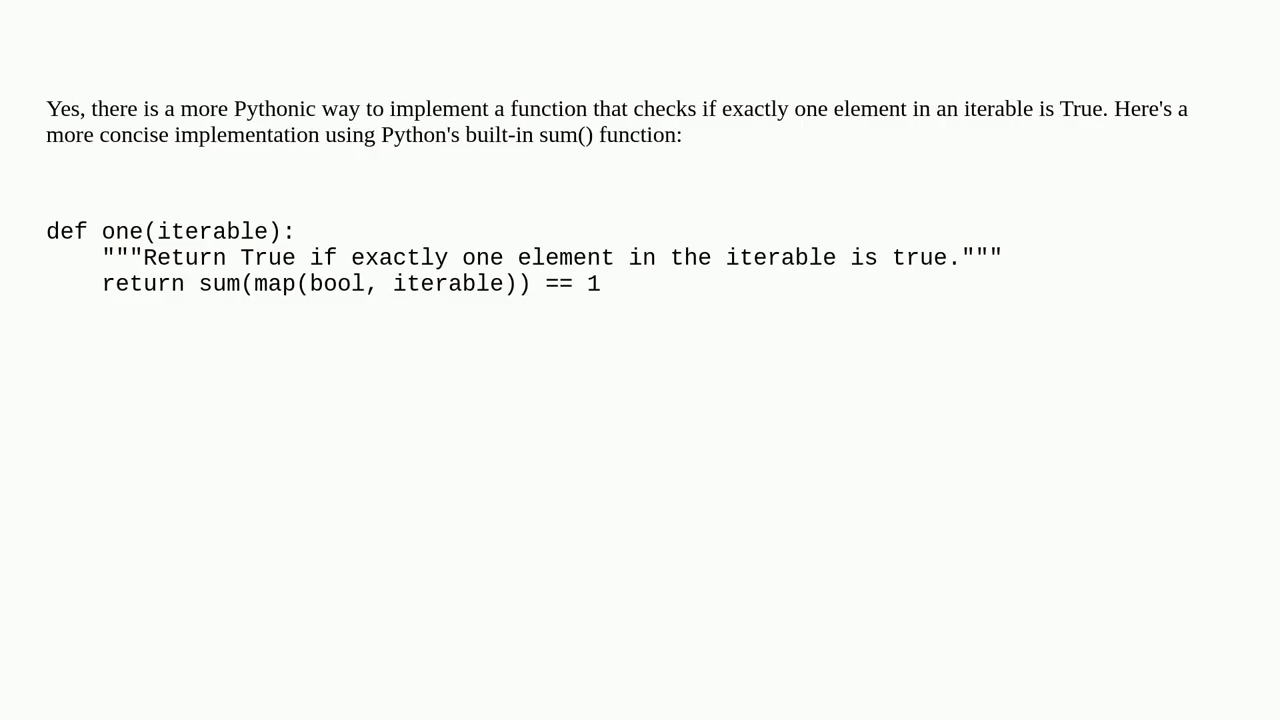 Yes, there is a more Pythonic way to implement a function that checks if exactly one element in an iterable is True. Here's a
more concise implementation using Python's built-in sum() function:
def one(iterable):
    """Return True if exactly one element in the iterable is true."""
    return sum(map(bool, iterable)) == 1